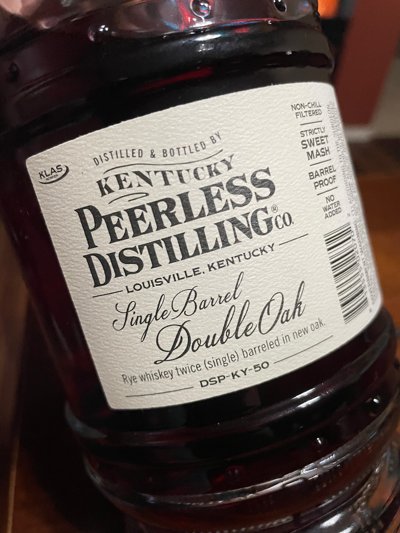 KLAS
DISTILLED & BOTTLED BY
KENTUCKY
PEERLESS
DISTILLING® CO.
LOUISVILLE, KENTUCKY
Single Barrel
Double Oak
Rye whiskey twice (single) barreled in new oak.
DSP-KY-50
NON-CHILL
FILTERED
STRICTLY
SWEET
MASH
BARREL
PROOF
NO
WATER
ADDED